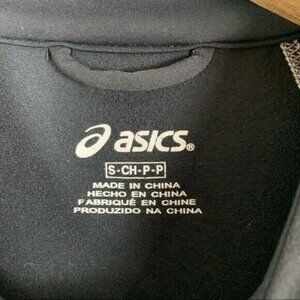 asics®
S-CH-P-P
MADE IN CHINA
HECHO EN CHINA
FABRIQUÉ EN CHINE
PRODUZIDO NA CHINA